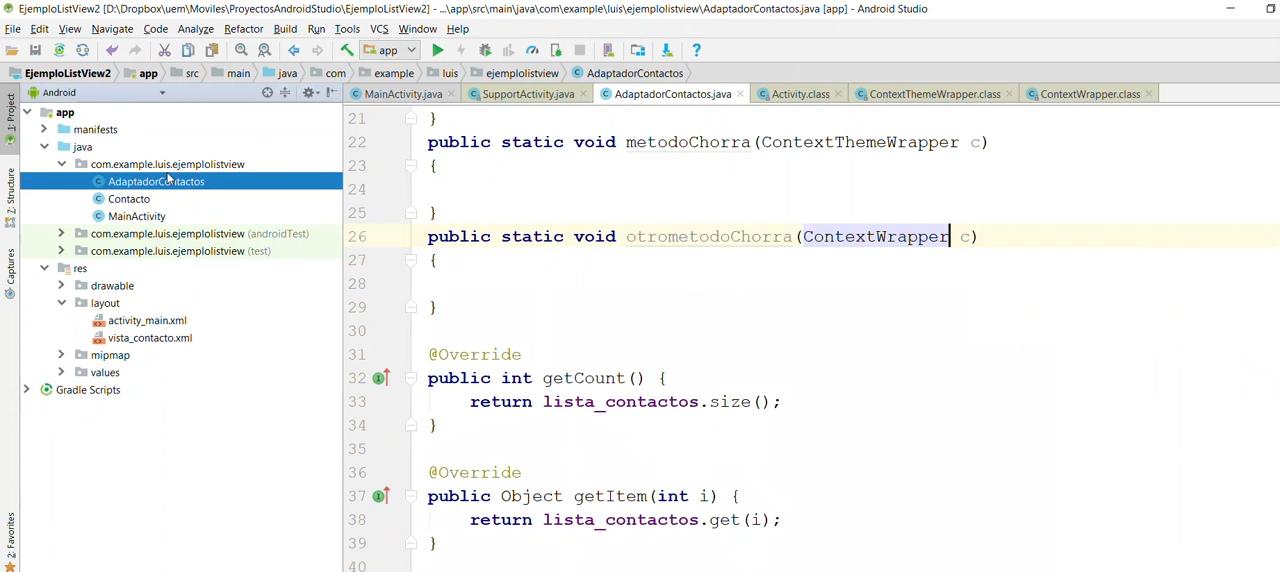 EjemploListView2 [D:\Dropbox\uem\Moviles\ProyectosAndroidStudio\EjemploListView2] - ...\app\src\main\java\com\example\luis\ejemplolistview\AdaptadorContactos.java [app] - Android Studio
File Edit View Navigate Code Analyze Refactor Build Run Tools VCS Window Help
app
EjemploListView2 app src main java com example luis ejemplolistview AdaptadorContactos
Android
MainActivity.java SupportActivity.java AdaptadorContactos.java Activity.class ContextThemeWrapper.class ContextWrapper.class
1: Project
7: Structure
Captures
2: Favorites
app
manifests
java
com.example.luis.ejemplolistview
AdaptadorContactos
Contacto
MainActivity
com.example.luis.ejemplolistview (androidTest)
com.example.luis.ejemplolistview (test)
res
drawable
layout
activity_main.xml
vista_contacto.xml
mipmap
values
Gradle Scripts
21 }
22 public static void metodoChorra(ContextThemeWrapper c)
23 {
24
25 }
26 public static void otrometodoChorra(ContextWrapper c)
27 {
28
29 }
30
31 @Override
32 public int getCount() {
33 return lista_contactos.size();
34 }
35
36 @Override
37 public Object getItem(int i) {
38 return lista_contactos.get(i);
39 }
40